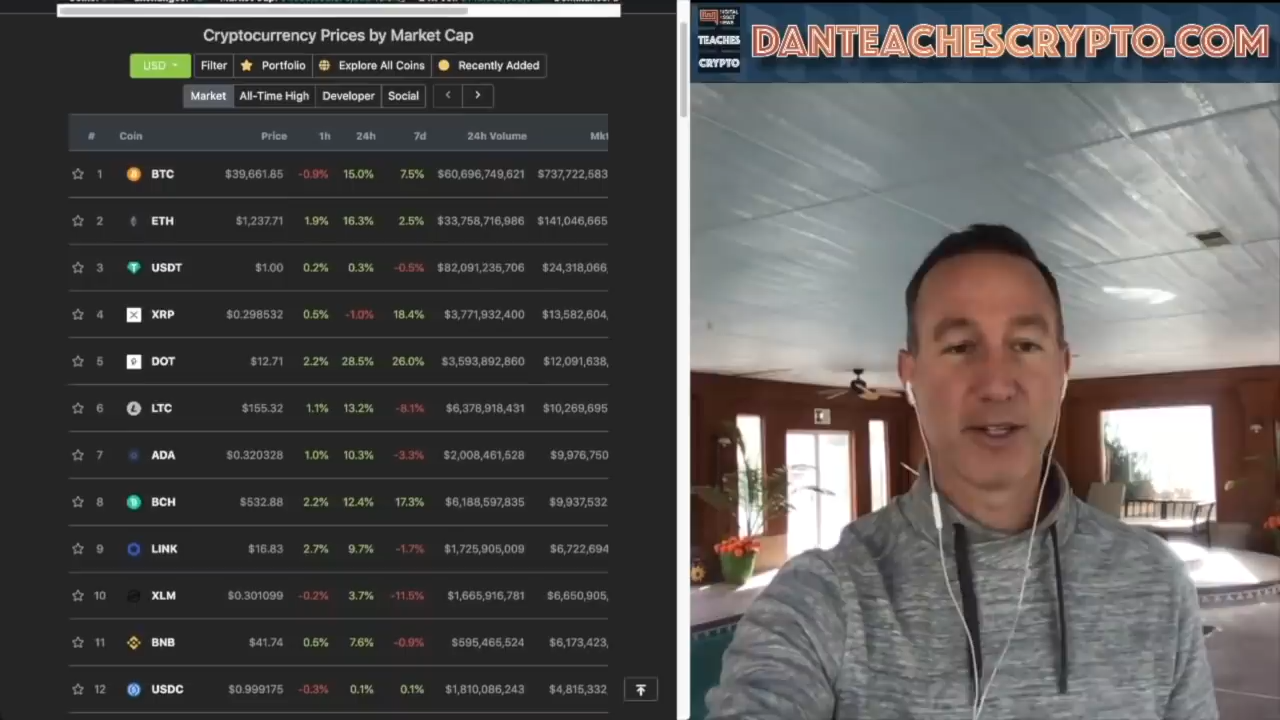 Cryptocurrency Prices by Market Cap
USD Filter Portfolio Explore All Coins Recently Added
Market All-Time High Developer Social
# Coin Price 1h 24h 7d 24h Volume Mkt
1 BTC $39,661.85 -0.9% 15.0% 7.5% $60,696,749,621 $737,722,583
2 ETH $1,237.71 1.9% 16.3% 2.5% $33,758,716,986 $141,046,665
3 USDT $1.00 0.2% 0.3% -0.5% $82,091,235,706 $24,318,066,
4 XRP $0.298532 0.5% -1.0% 18.4% $3,771,932,400 $13,582,604,
5 DOT $12.71 2.2% 28.5% 26.0% $3,593,892,860 $12,091,638,
6 LTC $155.32 1.1% 13.2% -8.1% $6,378,918,431 $10,269,695
7 ADA $0.320328 1.0% 10.3% -3.3% $2,008,461,528 $9,976,750
8 BCH $532.88 2.2% 12.4% 17.3% $6,188,597,835 $9,937,532
9 LINK $16.83 2.7% 9.7% -1.7% $1,725,905,009 $6,722,694
10 XLM $0.301099 -0.2% 3.7% -11.5% $1,665,916,781 $6,650,905,
11 BNB $41.74 0.5% 7.6% -0.9% $595,465,524 $6,173,423,
12 USDC $0.999175 -0.3% 0.1% 0.1% $1,810,086,243 $4,815,332
DIGITAL
ASSET
NEWS
TEACHES
CRYPTO
DANTEACHESCRYPTO.COM